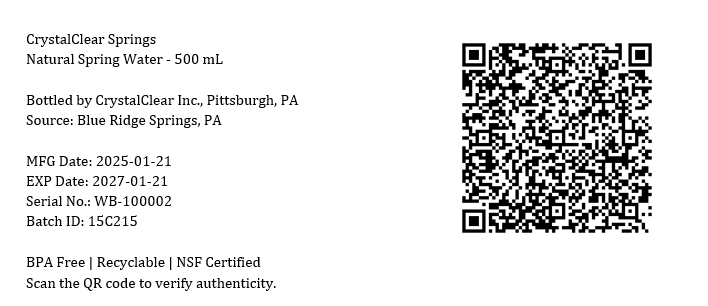 CrystalClear Springs
Natural Spring Water - 500 mL
Bottled by CrystalClear Inc., Pittsburgh, PA
Source: Blue Ridge Springs, PA
MFG Date: 2025-01-21
EXP Date: 2027-01-21
Serial No.: WB-100002
Batch ID: 15C215
BPA Free | Recyclable | NSF Certified
Scan the QR code to verify authenticity.